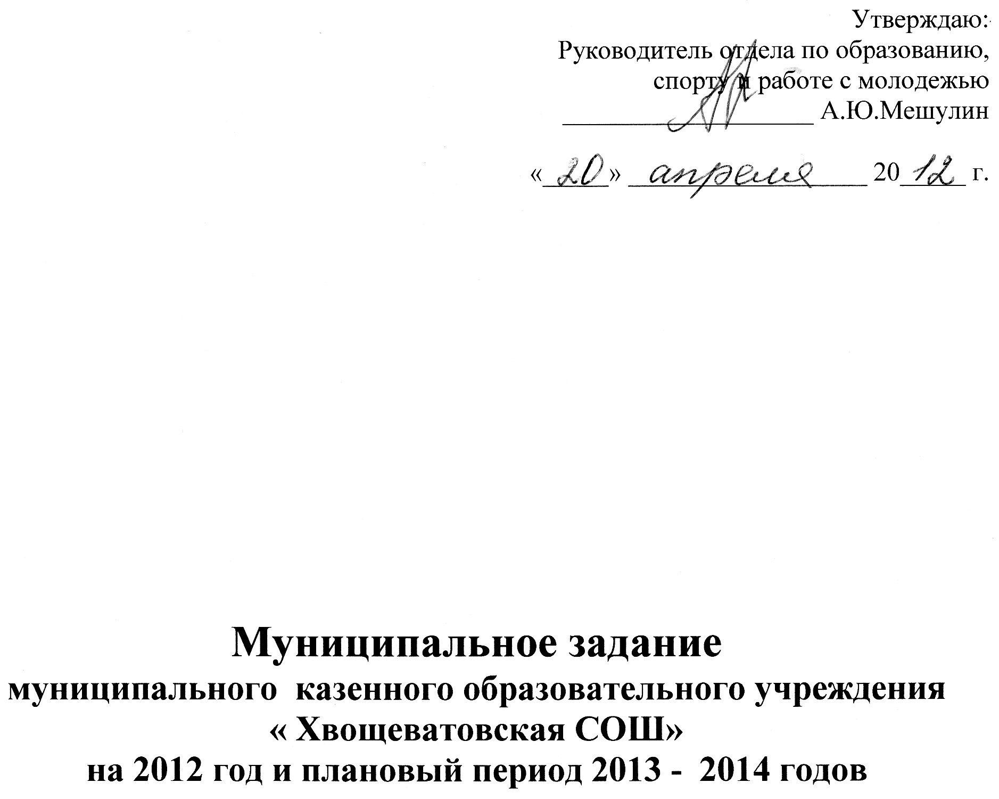 Утверждаю:
Руководитель отдела по образованию,
спорту и работе с молодежью
____________________ А.Ю.Мешулин
«20» апреля 2012 г.
Муниципальное задание
муниципального казенного образовательного учреждения
« Хвощеватовская СОШ»
на 2012 год и плановый период 2013 - 2014 годов